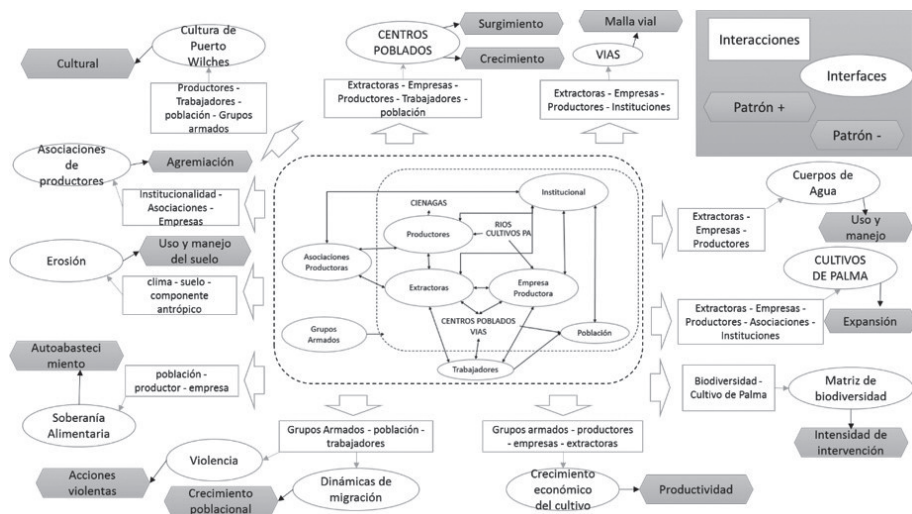 Cultural
Cultura de
Puerto
Wilches
Productores -
Trabajadores -
población - Grupos
armados
CENTROS
POBLADOS
Surgimiento
Crecimiento
Extractoras - Empresas -
Productores - Trabajadores -
población
Malla vial
VIAS
Extractoras - Empresas -
Productores - Instituciones
Interacciones
Interfaces
Patrón +
Patrón -
Asociaciones
de
productores
Agremiación
Institucionalidad -
Asociaciones -
Empresas
Erosión
Uso y manejo
del suelo
clima - suelo -
componente
antrópico
Autoabasteci
miento
población -
productor - empresa
Soberanía
Alimentaria
Institucional
CIENAGAS
Productores
RIOS
CULTIVOS PA
Asociaciones
Productoras
Extractoras
Empresa
Productora
Grupos
Armados
CENTROS POBLADOS
VIAS
Población
Trabajadores
Cuerpos de
Agua
Extractoras -
Empresas -
Productores
Uso y
manejo
CULTIVOS
DE PALMA
Extractoras - Empresas -
Productores - Asociaciones -
Instituciones
Expansión
Biodiversidad -
Cultivo de Palma
Matriz de
biodiversidad
Intensidad de
intervención
Grupos Armados - población -
trabajadores
Violencia
Acciones
violentas
Dinámicas de
migración
Crecimiento
poblacional
Grupos armados - productores
- empresas - extractoras
Crecimiento
económico
del cultivo
Productividad